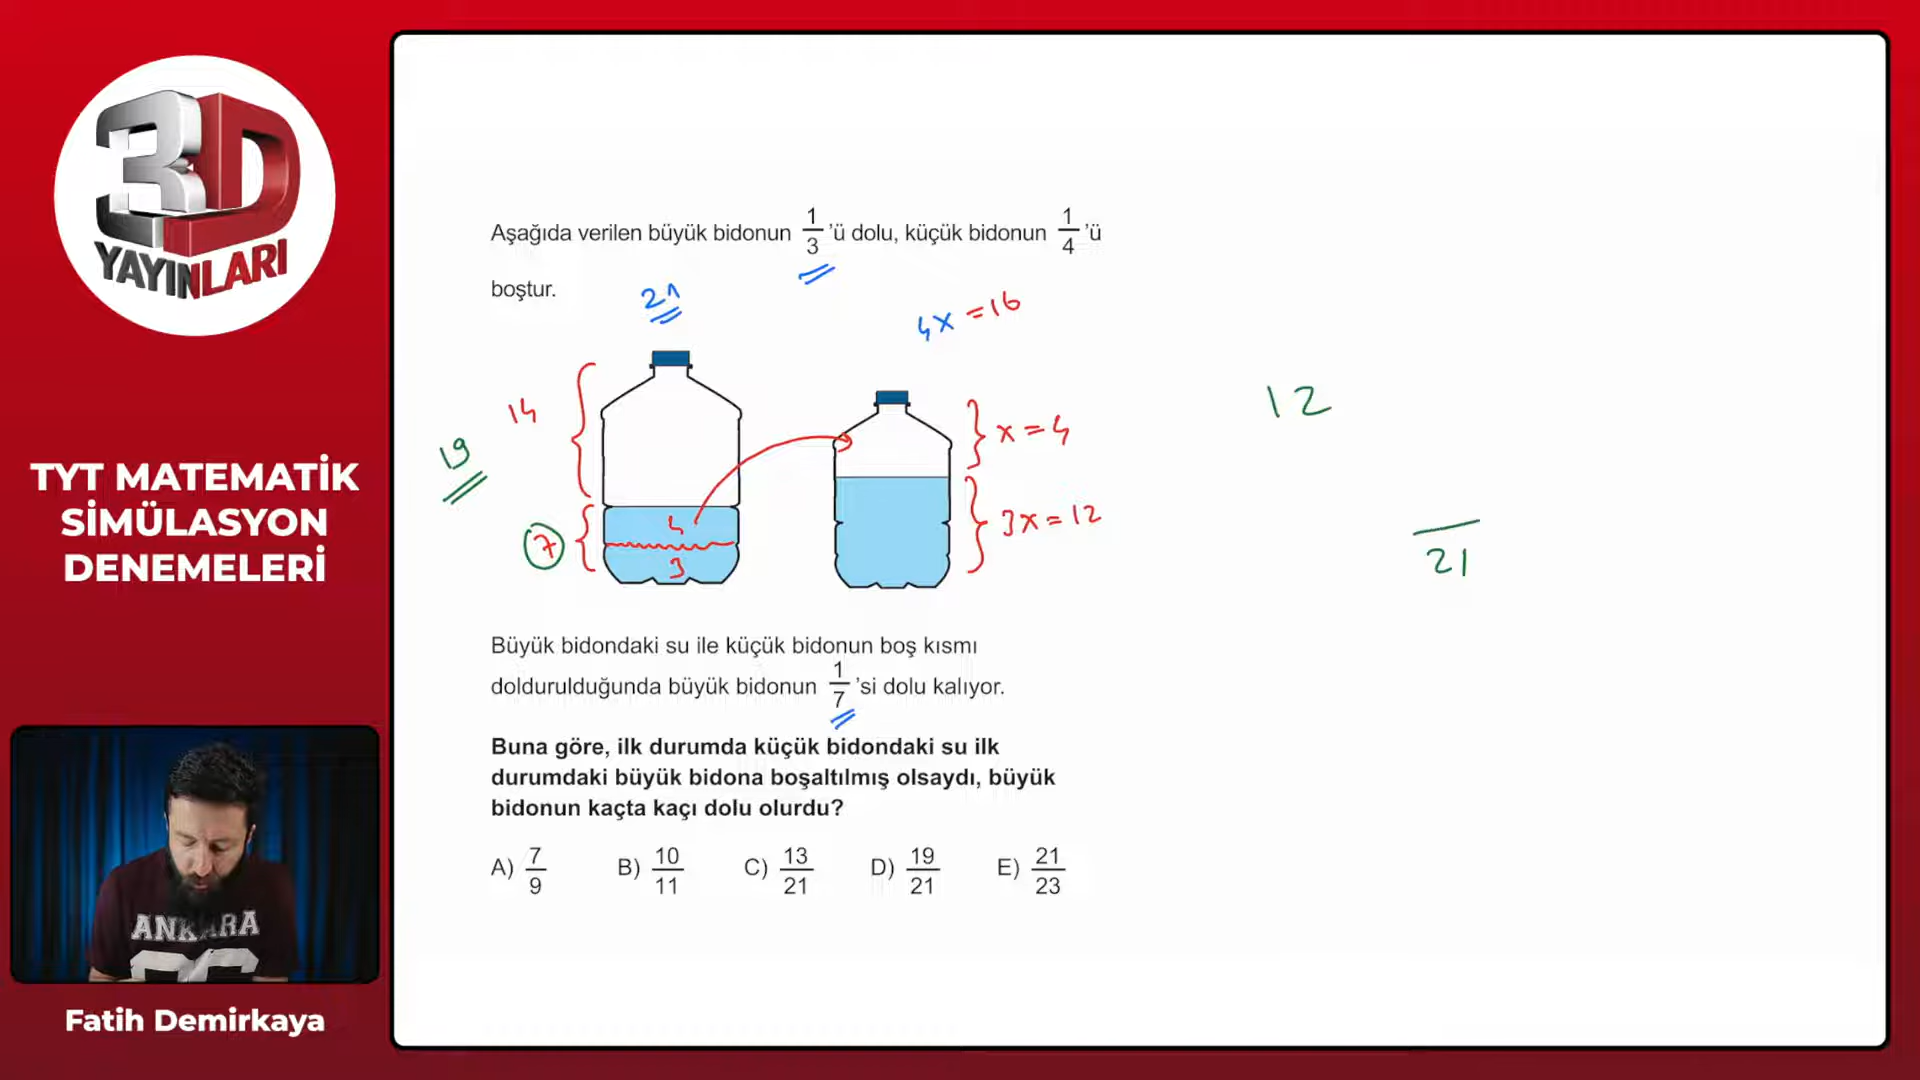 3D
YAYINLARI
TYT MATEMATİK
SİMÜLASYON
DENEMELERİ
ANKARA
Fatih Demirkaya
Aşağıda verilen büyük bidonun 1/3 'ü dolu, küçük bidonun 1/4 'ü
boştur.
21
4x = 16
14
19
7
4
3
x = 4
3x = 12
12
21
Büyük bidondaki su ile küçük bidonun boş kısmı
doldurulduğunda büyük bidonun 1/7 'si dolu kalıyor.
Buna göre, ilk durumda küçük bidondaki su ilk
durumdaki büyük bidona boşaltılmış olsaydı, büyük
bidonun kaçta kaçı dolu olurdu?
A) 7/9 B) 10/11 C) 13/21 D) 19/21 E) 21/23